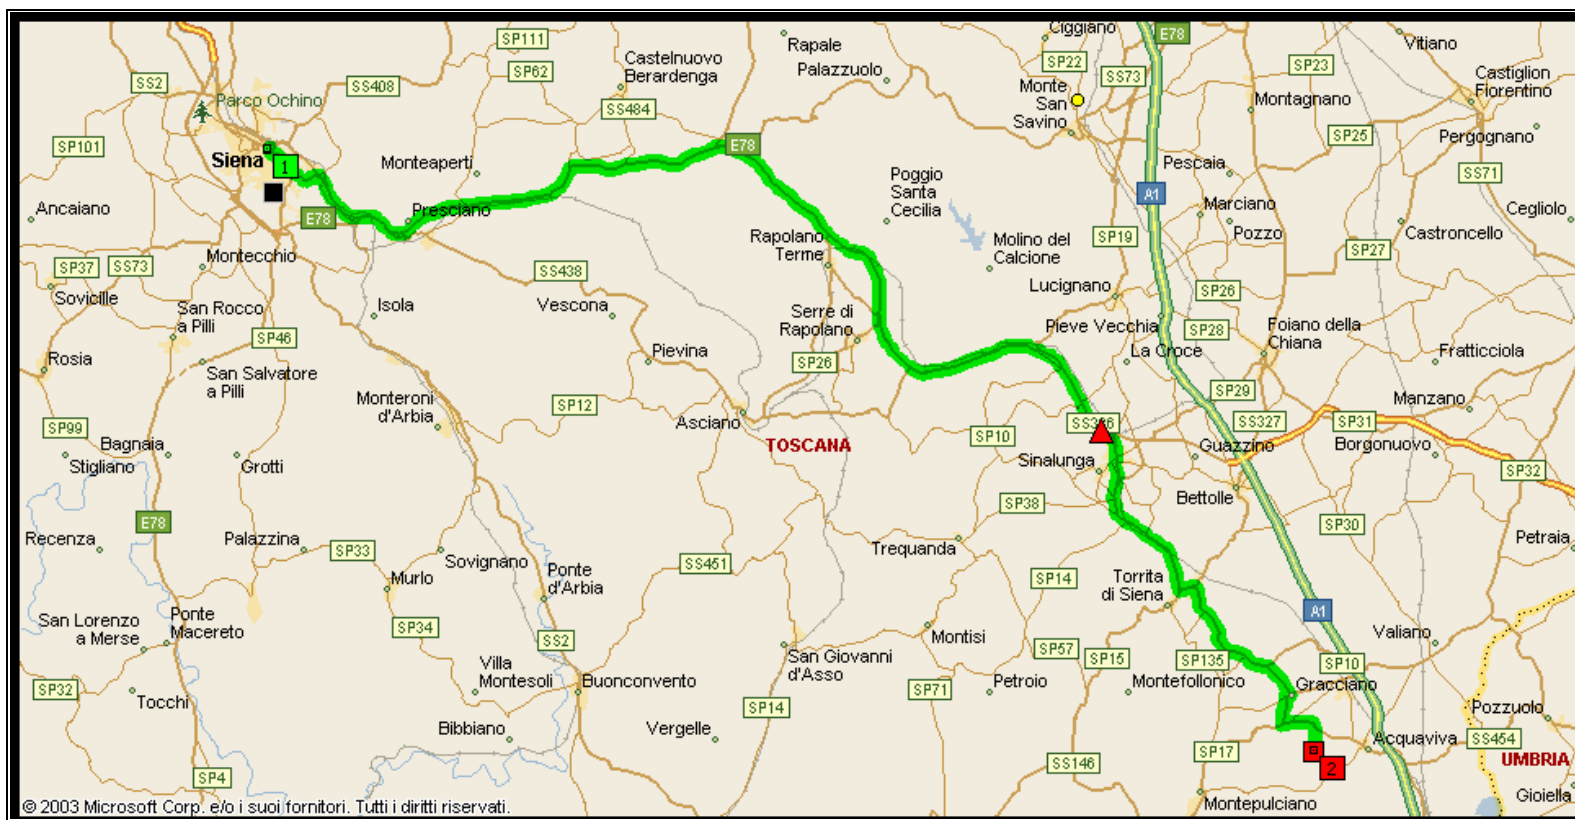 SP111
Rapale
Ciggiano
E78
Vitiano
SS2
SS408
SP62
Castelnuovo
Berardenga
Palazzuolo
SP22
SS73
SP23
Castiglion
Fiorentino
Parco Ochino
SS484
Monte
San
Savino
Montagnano
SP25
Pergognano
SP101
Siena
1
Monteaperti
E78
Pescaia
SS71
Poggio
Santa
Cecilia
A1
Ancaiano
E78
Presciano
Marciano
Pozzo
Cegliolo
Castroncello
Rapolano
Terme
SP19
SP27
Montecchio
SP37
SS73
SS438
Molino del
Calcione
Lucignano
SP26
Sovicille
San Rocco
a Pilli
Isola
Vescona
Serre di
Rapolano
Pieve Vecchia
SP28
Foiano della
Chiana
SP46
Rosia
San Salvatore
a Pilli
Pievina
SP26
La Croce
Fratticciola
Monteroni
d'Arbia
SP12
Asciano
SP29
Manzano
SP99
Bagnaia
TOSCANA
SP10
SS327
SP31
Stigliano
Grotti
Sinalunga
Guazzino
Borgonuovo
SP32
Bettolle
E78
SP38
SP30
Recenza
Palazzina
SP33
Sovignano
Trequanda
Petraia
Murlo
Ponte
d'Arbia
SS451
SP14
Torrita
di Siena
A1
San Lorenzo
a Merse
Ponte
Macereto
SP34
SS2
Montisi
Valiano
SP57
SP15
SP135
SP10
San Giovanni
d'Asso
Villa
Montesoli
Buonconvento
SP32
Tocchi
SP71
Petroio
Montefollonico
Gracciano
SP14
Pozzuolo
Bibbiano
Vergelle
SP17
Acquaviva
SS454
SS146
2
UMBRIA
SP4
Montepulciano
Gioiella
© 2003 Microsoft Corp. e/o i suoi fornitori. Tutti i diritti riservati.